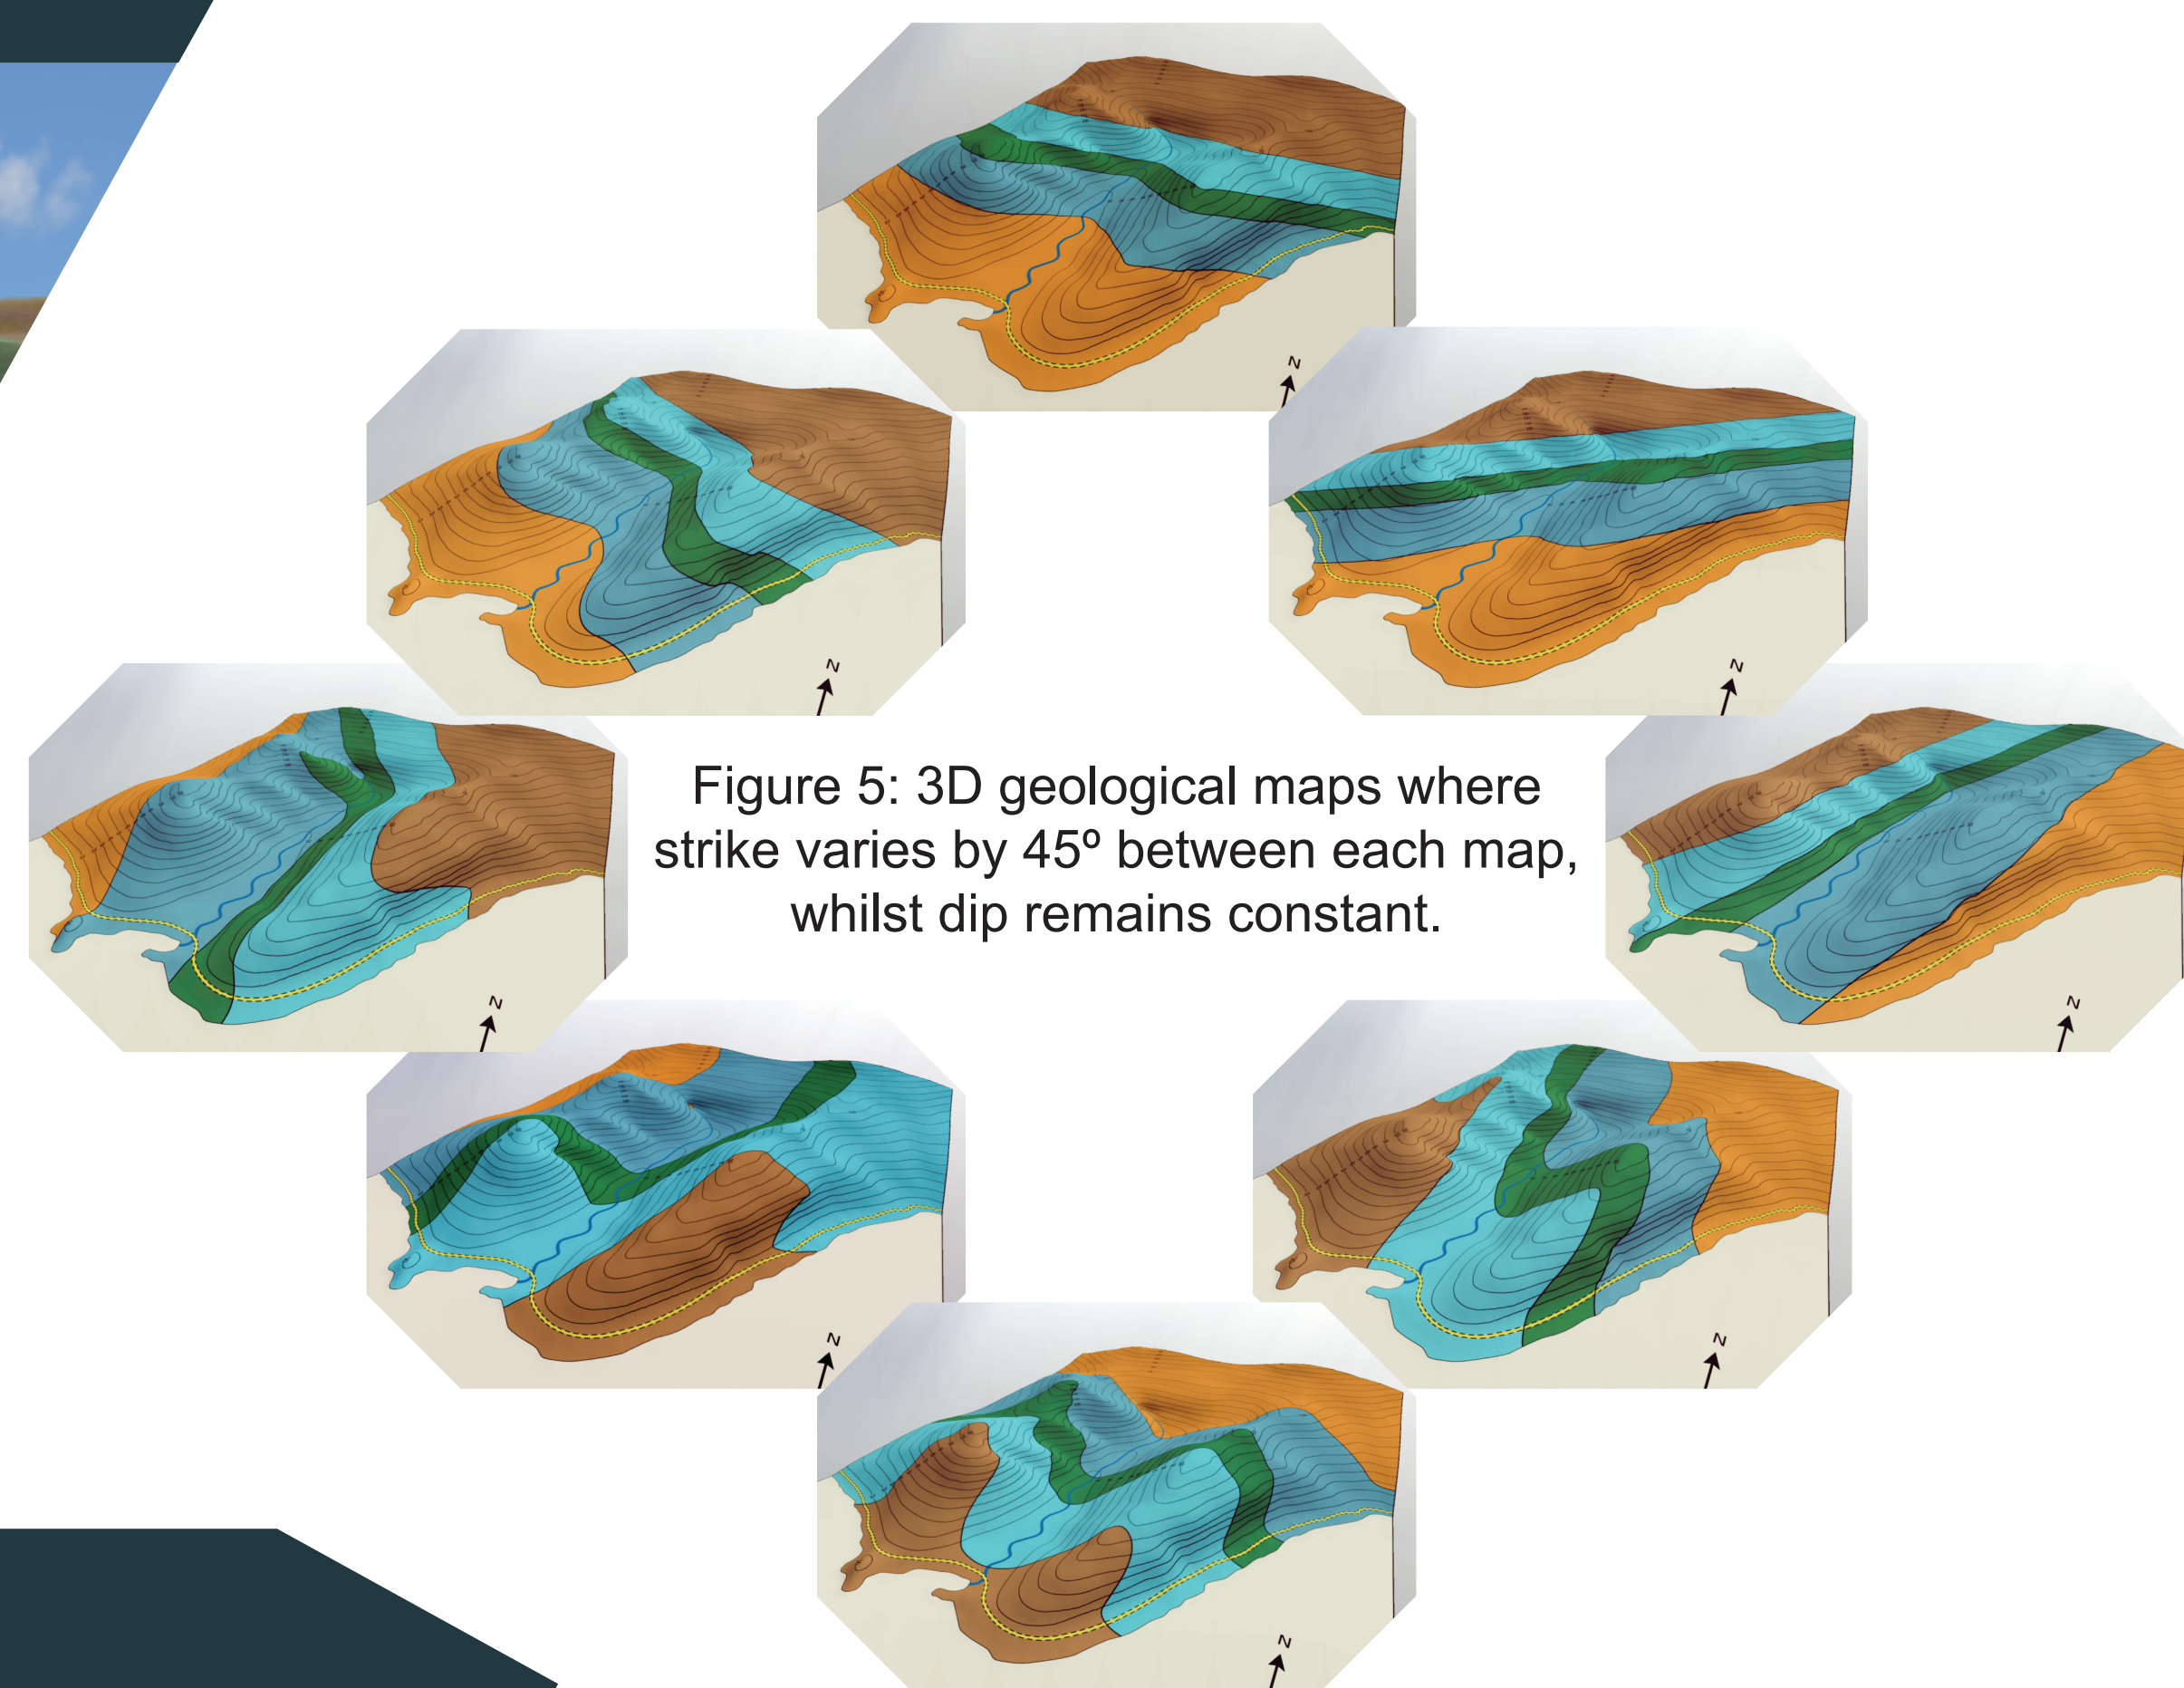 N
N
N
Figure 5: 3D geological maps where
strike varies by 45º between each map,
whilst dip remains constant.
N
N
N
N
N